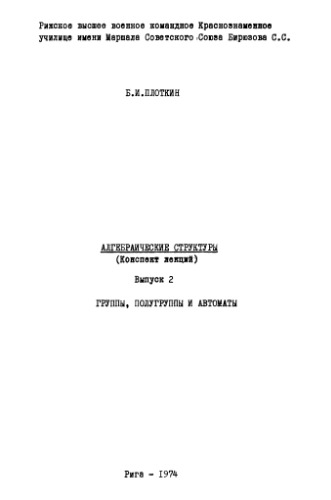 Рижское высшее военное командное Краснознаменное
училище имени Маршала Советского Союза Бирюзова С.С.
Б.И.ПЛОТКИН
АЛГЕБРАИЧЕСКИЕ СТРУКТУРЫ
(Конспект лекций)
Выпуск 2
ГРУППЫ, ПОЛУГРУППЫ И АВТОМАТЫ
Рига - 1974